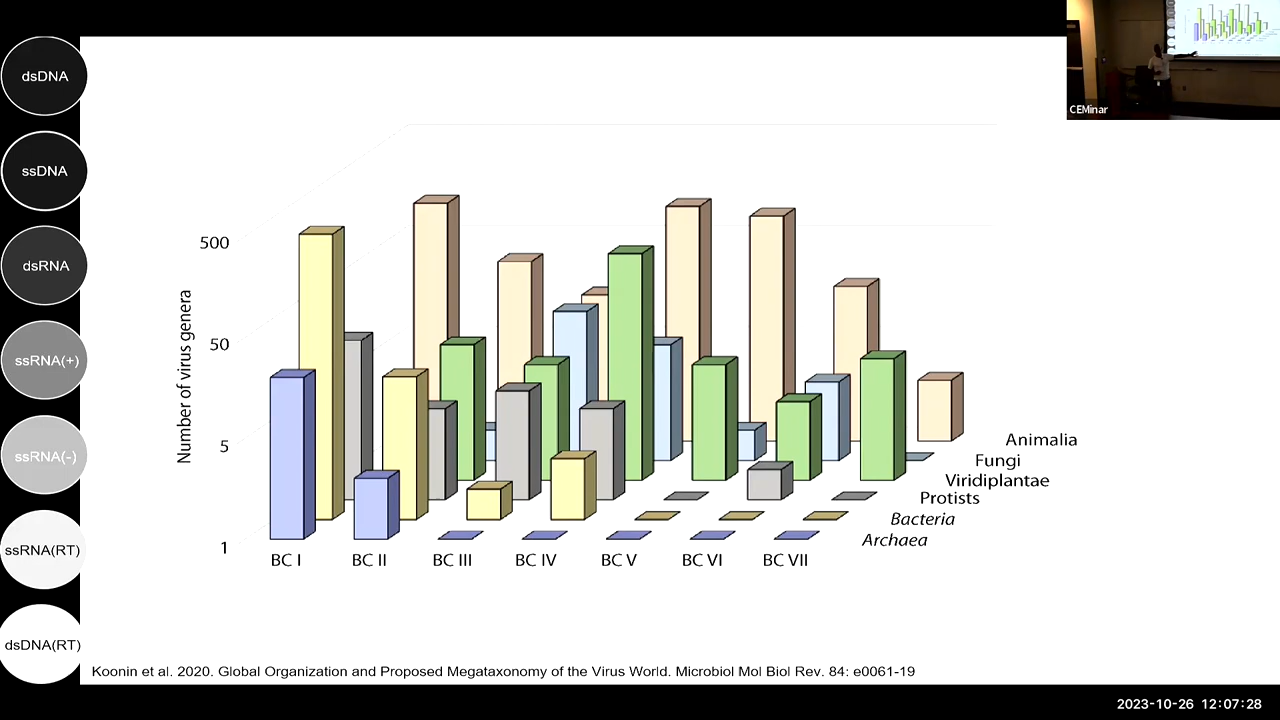 dsDNA
ssDNA
dsRNA
ssRNA(+)
ssRNA(-)
ssRNA(RT)
dsDNA(RT)
CEMinar
Number of virus genera
500
50
5
1
BC I
BC II
BC III
BC IV
BC V
BC VI
BC VII
Animalia
Fungi
Viridiplantae
Protists
Bacteria
Archaea
Koonin et al. 2020. Global Organization and Proposed Megataxonomy of the Virus World. Microbiol Mol Biol Rev. 84: e0061-19
2023-10-26 12:07:28